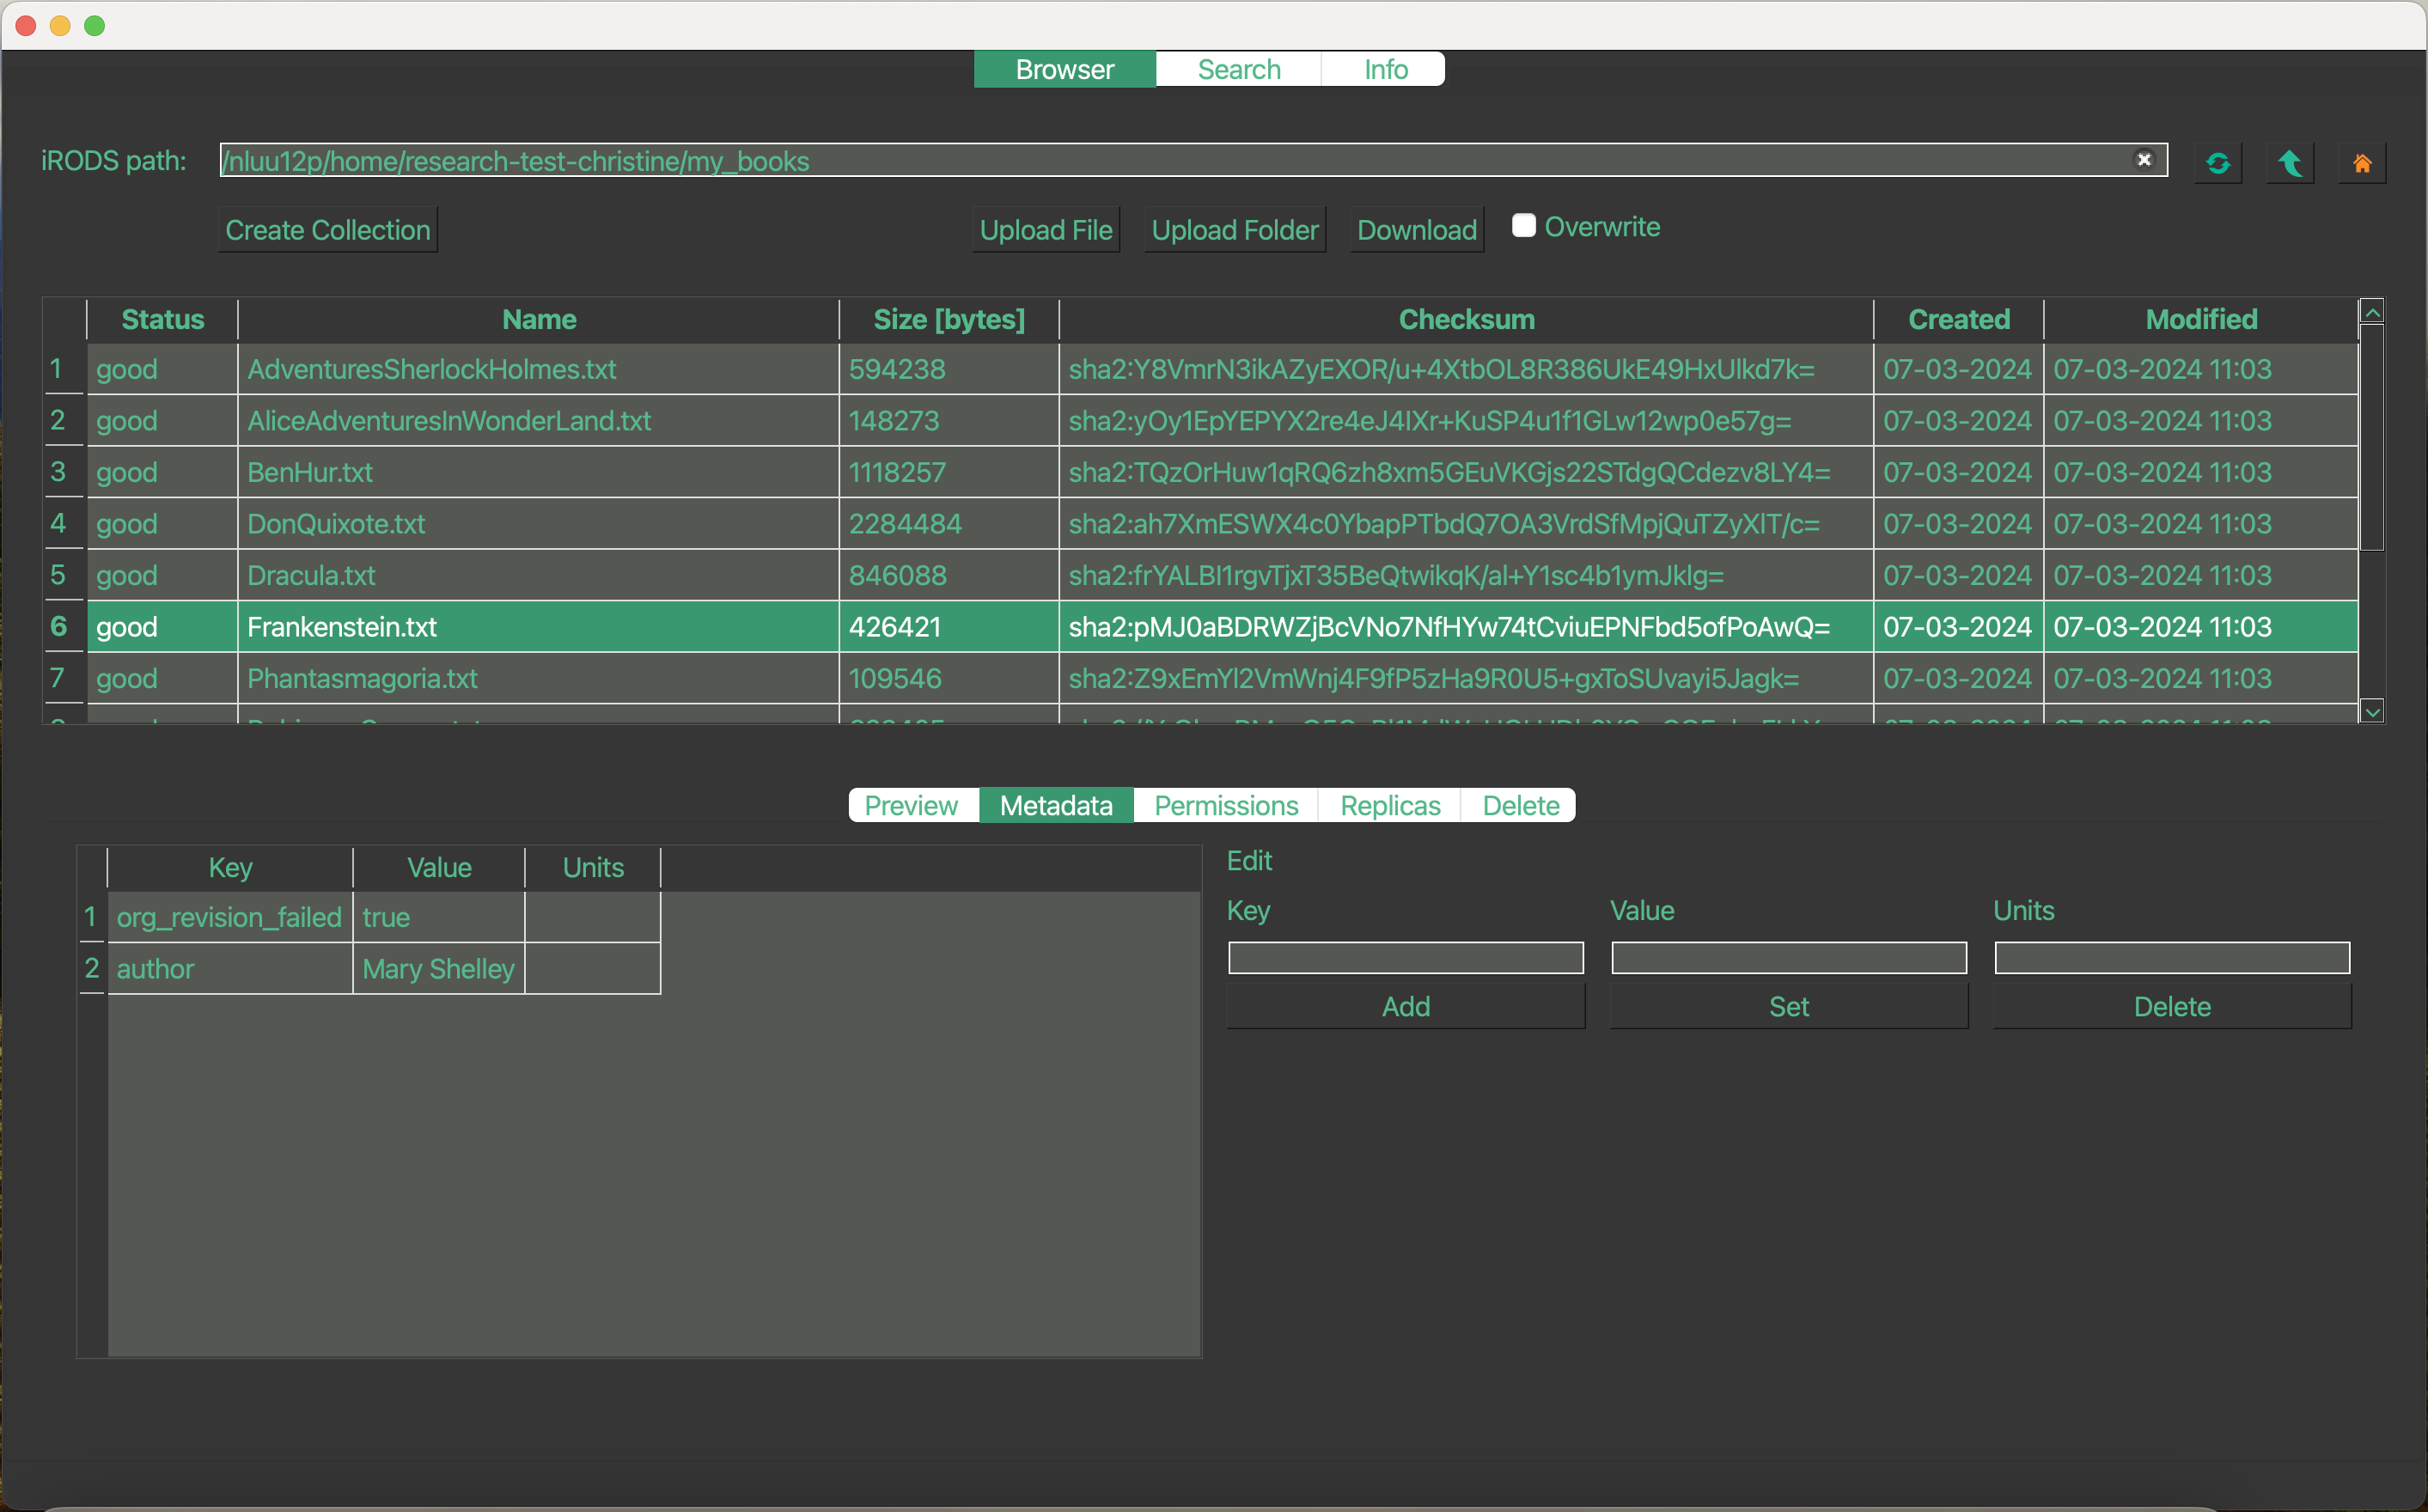 Browser Search Info
iRODS path: /nluu12p/home/research-test-christine/my_books
Create Collection Upload File Upload Folder Download Overwrite
Status Name Size [bytes] Checksum Created Modified
1 good AdventuresSherlockHolmes.txt 594238 sha2:Y8VmrN3ikAZyEXOR/u+4XtbOL8R386UkE49HxUlkd7k= 07-03-2024 07-03-2024 11:03
2 good AliceAdventuresInWonderLand.txt 148273 sha2:yOy1EpYEPYX2re4eJ4IXr+KuSP4u1f1GLw12wp0e57g= 07-03-2024 07-03-2024 11:03
3 good BenHur.txt 1118257 sha2:TQzOrHuw1qRQ6zh8xm5GEuVKGjs22STdgQCdezv8LY4= 07-03-2024 07-03-2024 11:03
4 good DonQuixote.txt 2284484 sha2:ah7XmESWX4c0YbapPTbdQ7OA3VrdSfMpjQuTZyXlT/c= 07-03-2024 07-03-2024 11:03
5 good Dracula.txt 846088 sha2:frYALBI1rgvTjxT35BeQtwikqK/al+Y1sc4b1ymJklg= 07-03-2024 07-03-2024 11:03
6 good Frankenstein.txt 426421 sha2:pMJ0aBDRWZjBcVNo7NfHYw74tCviuEPNFbd5ofPoAwQ= 07-03-2024 07-03-2024 11:03
7 good Phantasmagoria.txt 109546 sha2:Z9xEmYl2VmWnj4F9fP5zHa9R0U5+gxToSUvayi5Jagk= 07-03-2024 07-03-2024 11:03
Preview Metadata Permissions Replicas Delete
Key Value Units
1 org_revision_failed true
2 author Mary Shelley
Edit
Key Value Units
Add Set Delete